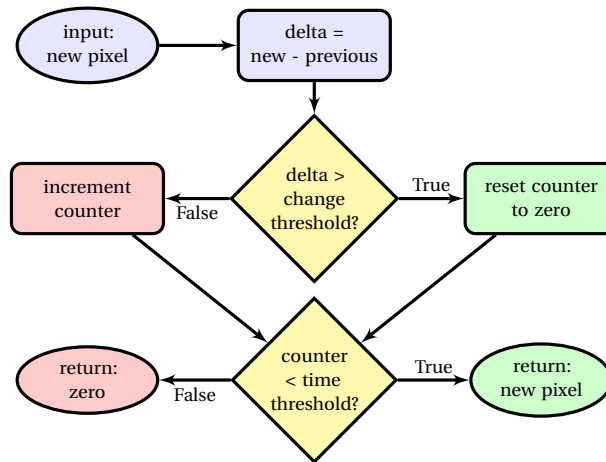 input:
new pixel
delta =
new - previous
delta >
change
threshold?
False
True
increment
counter
reset counter
to zero
counter
< time
threshold?
False
True
return:
zero
return:
new pixel